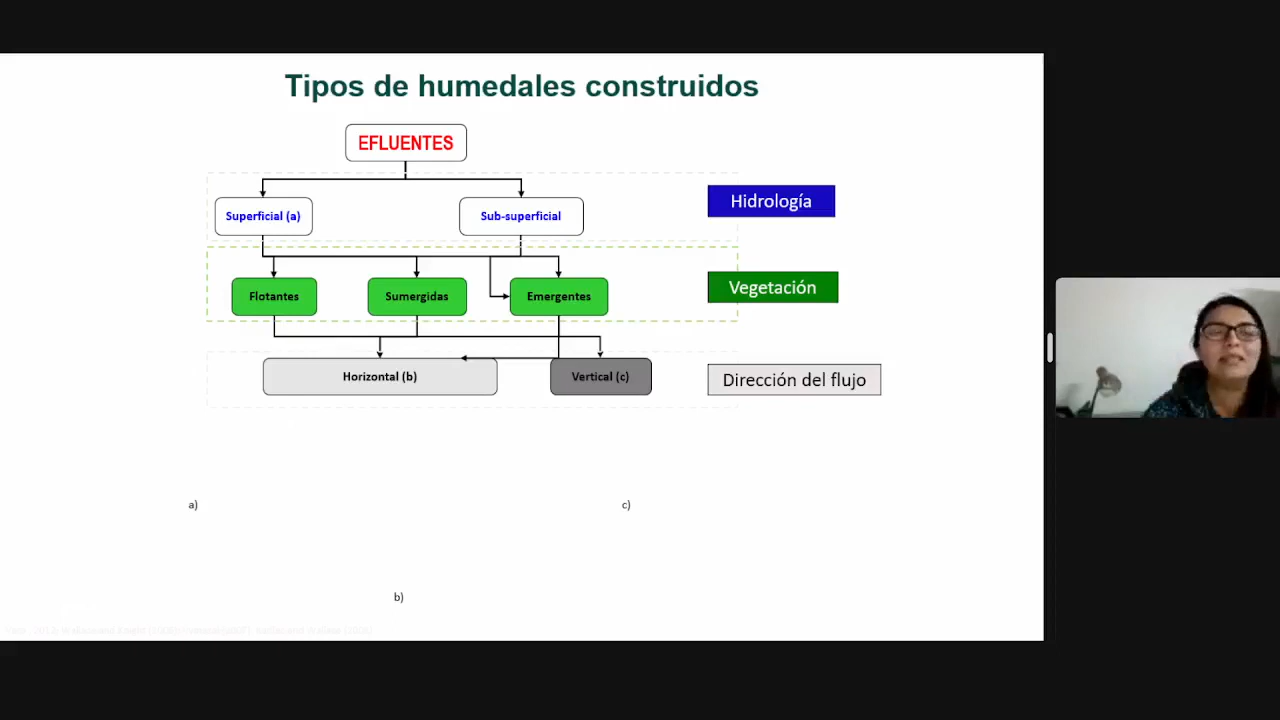 Tipos de humedales construidos
EFLUENTES
Hidrología
Superficial (a)
Sub-superficial
Vegetación
Flotantes
Sumergidas
Emergentes
Horizontal (b)
Vertical (c)
Dirección del flujo
a)
c)
b)